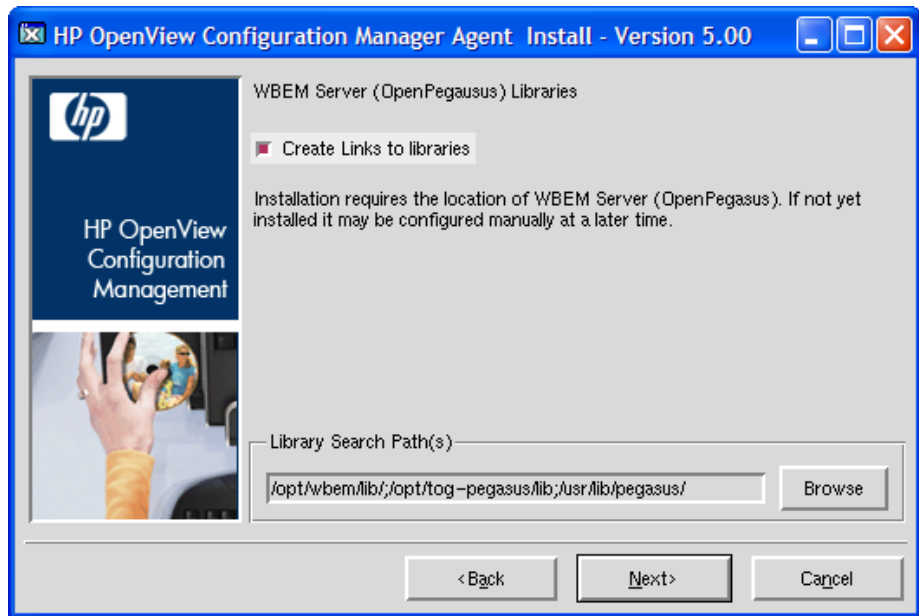 HP OpenView Configuration Manager Agent Install - Version 5.00
hp
HP OpenView
Configuration
Management
WBEM Server (OpenPegausus) Libraries
Create Links to libraries
Installation requires the location of WBEM Server (OpenPegasus). If not yet
installed it may be configured manually at a later time.
Library Search Path(s)
/opt/wbem/lib/;/opt/tog-pegasus/lib;/usr/lib/pegasus/
Browse
<Back
Next>
Cancel